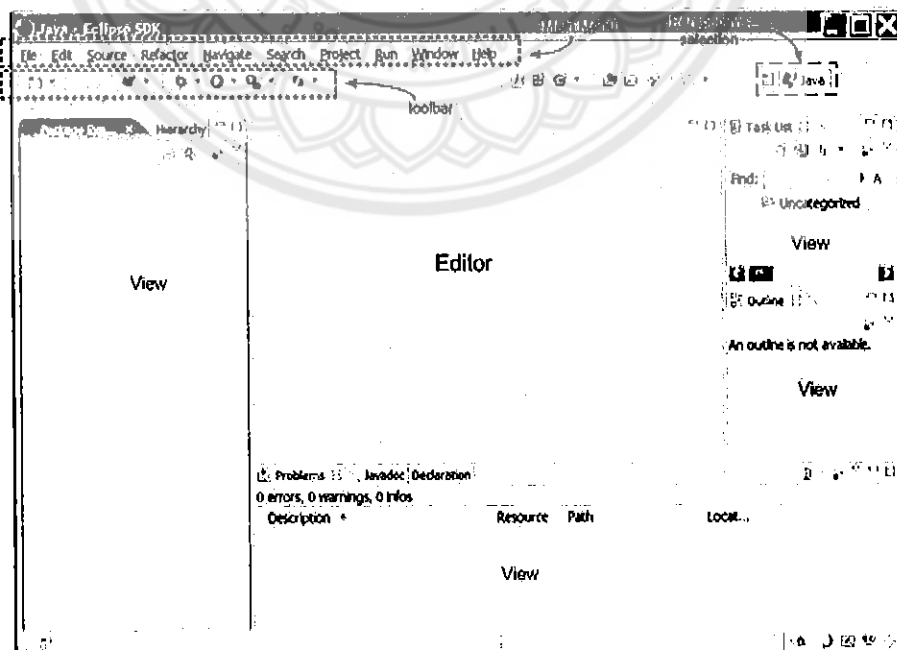 Java - Eclipse SDK
selection
File Edit Source Refactor Navigate Search Project Run Window Help
Java
toolbar
Hierarchy
Task List
Find:
A
Uncategorized
View
Editor
View
Outline
An outline is not available.
View
Problems Javadoc Declaration
0 errors, 0 warnings, 0 infos
Description Resource Path Locat...
View